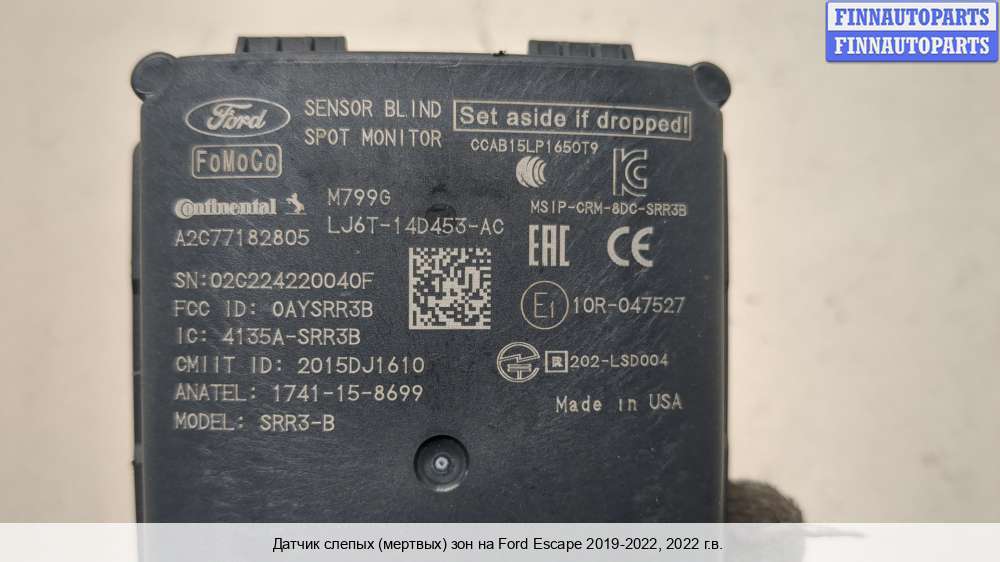 FINNAUTOPARTS
FINNAUTOPARTS
Ford
SENSOR BLIND
SPOT MONITOR
Set aside if dropped!
FoMoCo
CCAB15LP1650T9
Continental
M799G
MSIP-CRM-8DC-SRR3B
A2C77182805
LJ6T-14D453-AC
EAC
CE
SN:02C224220040F
FCC ID: OAYSRR3B
E1
10R-047527
IC: 4135A-SRR3B
CMIIT ID: 2015DJ1610
R 202-LSD004
ANATEL: 1741-15-8699
Made in USA
MODEL: SRR3-B
Датчик слепых (мертвых) зон на Ford Escape 2019-2022, 2022 г.в.